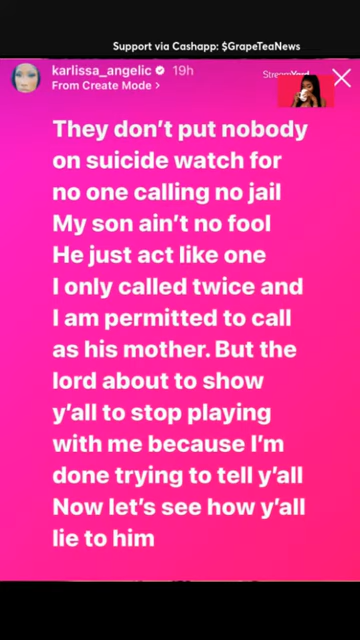 Support via Cashapp: $GrapeTeaNews
karlissa_angelic 19h
StreamYard
From Create Mode >
They don't put nobody
on suicide watch for
no one calling no jail
My son ain't no fool
He just act like one
I only called twice and
I am permitted to call
as his mother. But the
lord about to show
y'all to stop playing
with me because I'm
done trying to tell y'all
Now let's see how y'all
lie to him